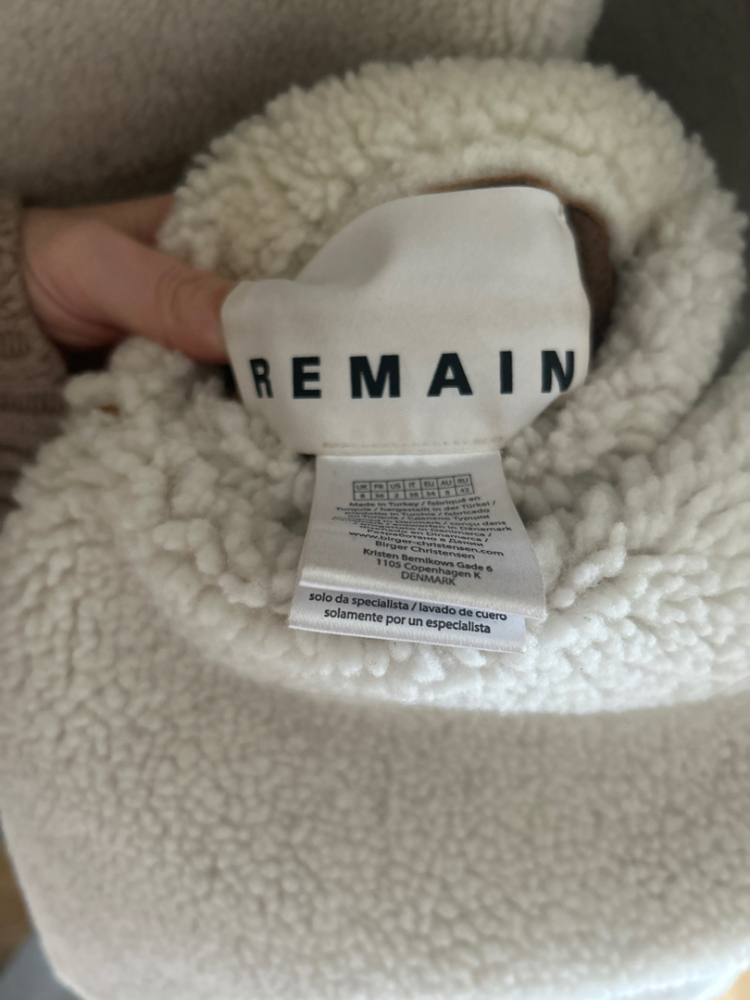 REMAIN
UK FR US IT EU AU RU
8 36 2 38 34 8 42
Made in Turkey / fabriqué en
Turquie / hergestellt in der Türkei /
www.birger-christensen.com
Birger Christensen
Kristen Bernikows Gade 6
1105 Copenhagen K
DENMARK
solo da specialista / lavado de cuero
solamente por un especialista